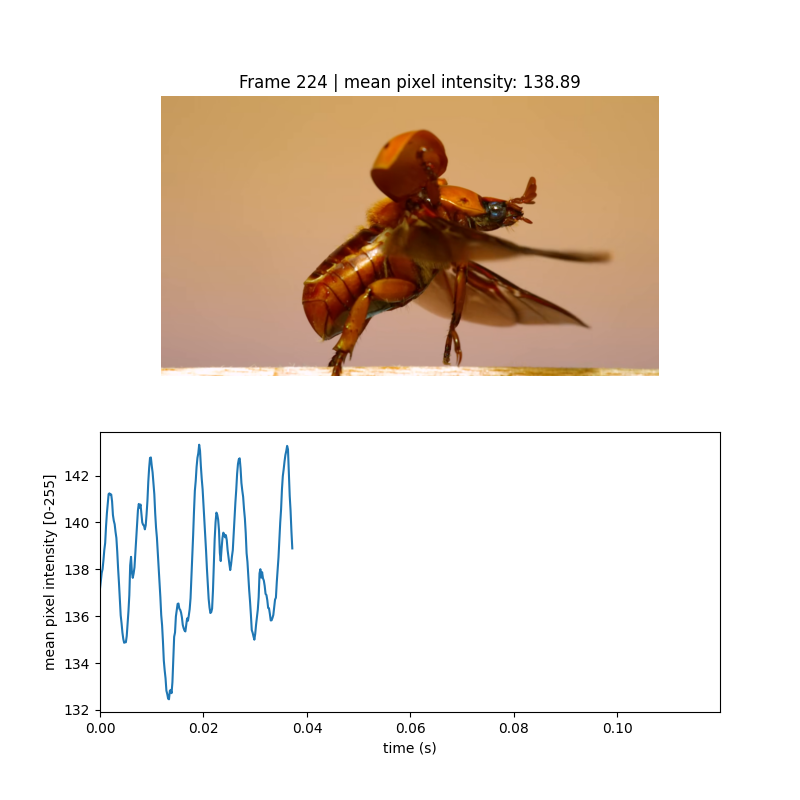 Frame 224 | mean pixel intensity: 138.89
mean pixel intensity [0-255]
142
140
138
136
134
132
0.00 0.02 0.04 0.06 0.08 0.10
time (s)